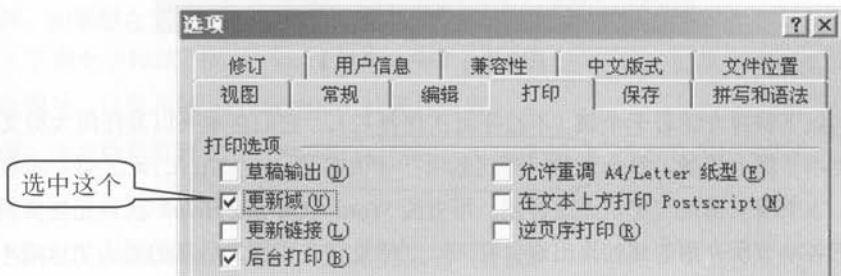 选项
修订 用户信息 兼容性 中文版式 文件位置
视图 常规 编辑 打印 保存 拼写和语法
打印选项
草稿输出(D) 允许重调 A4/Letter 纸型(E)
选中这个
更新域(U) 在文本上方打印 Postscript(N)
更新链接(L) 逆页序打印(R)
后台打印(B)